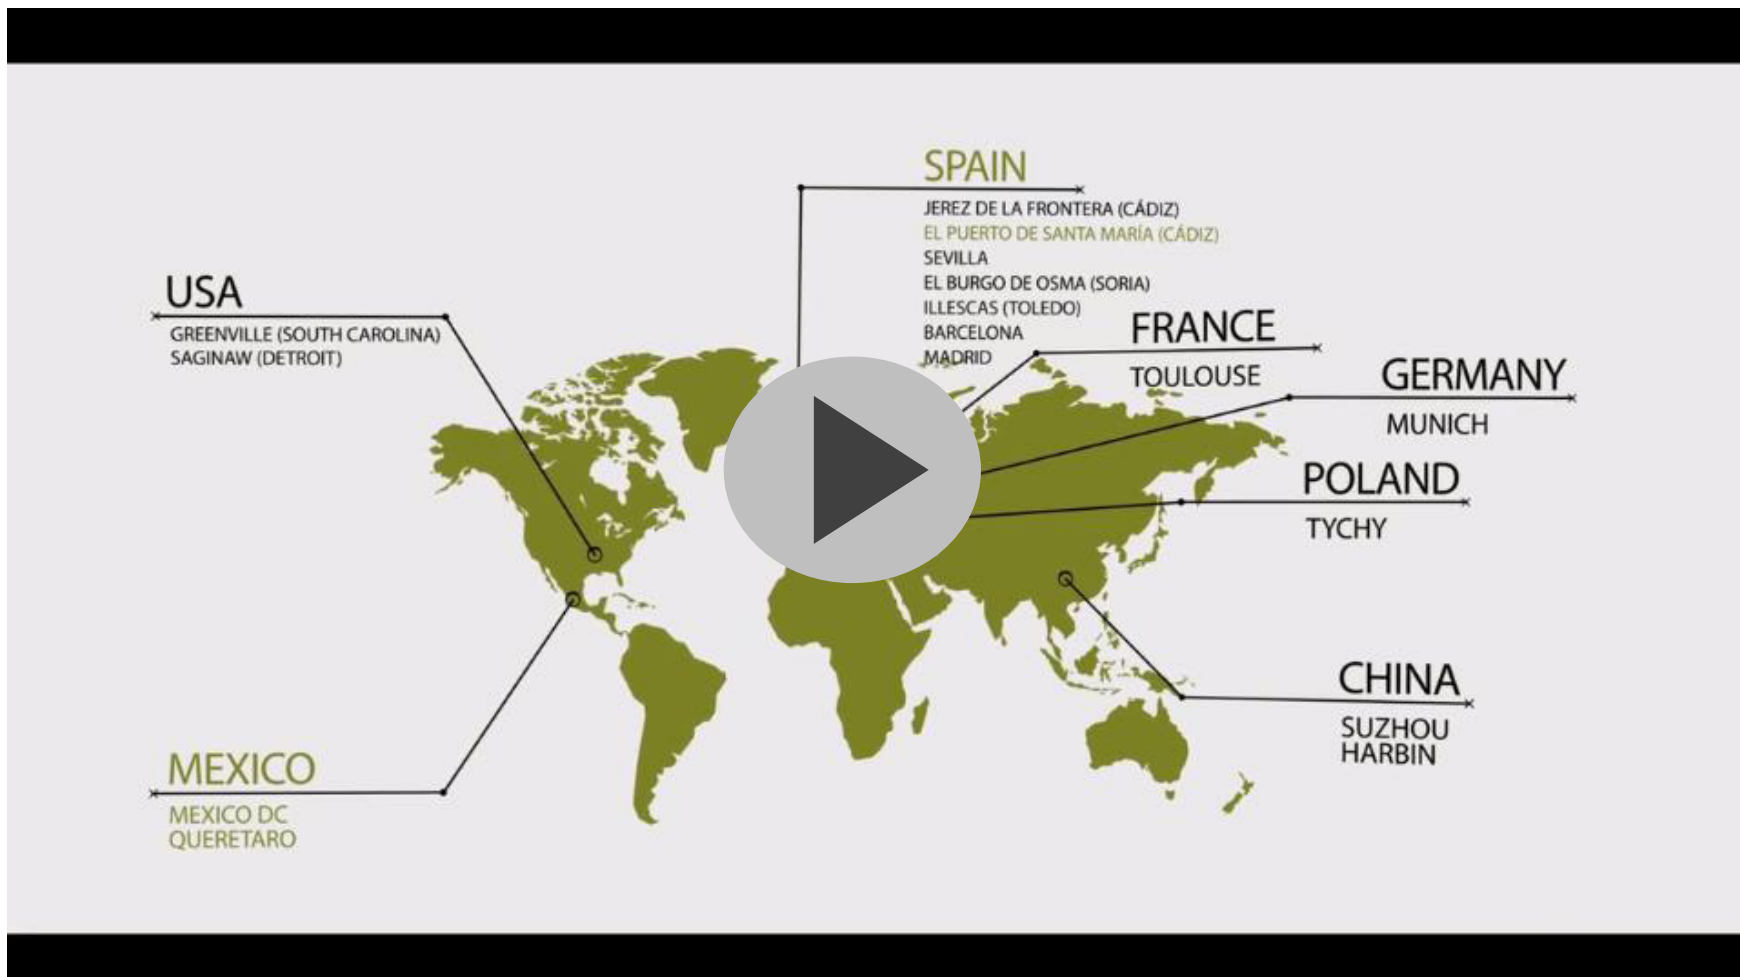 SPAIN
JEREZ DE LA FRONTERA (CÁDIZ)
EL PUERTO DE SANTA MARÍA (CÁDIZ)
SEVILLA
EL BURGO DE OSMA (SORIA)
ILLESCAS (TOLEDO)
BARCELONA
MADRID
USA
GREENVILLE (SOUTH CAROLINA)
SAGINAW (DETROIT)
FRANCE
TOULOUSE
GERMANY
MUNICH
POLAND
TYCHY
CHINA
SUZHOU
HARBIN
MEXICO
MEXICO DC
QUERETARO